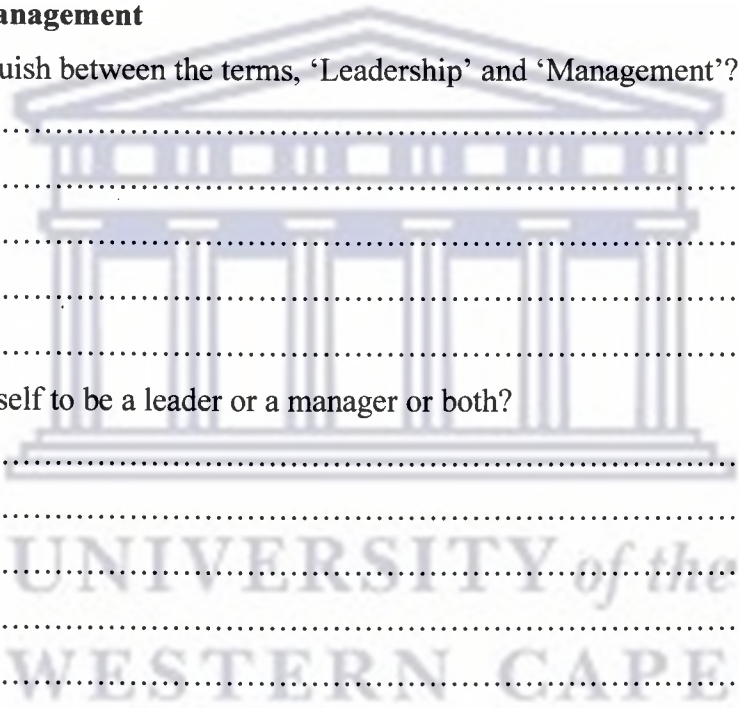 anagement
uish between the terms, ‘Leadership’ and ‘Management’?
................................................................................
................................................................................
................................................................................
................................................................................
................................................................................
self to be a leader or a manager or both?
................................................................................
................................................................................
UNIVERSITY of the
................................................................................
................................................................................
WESTERN CAPE
................................................................................